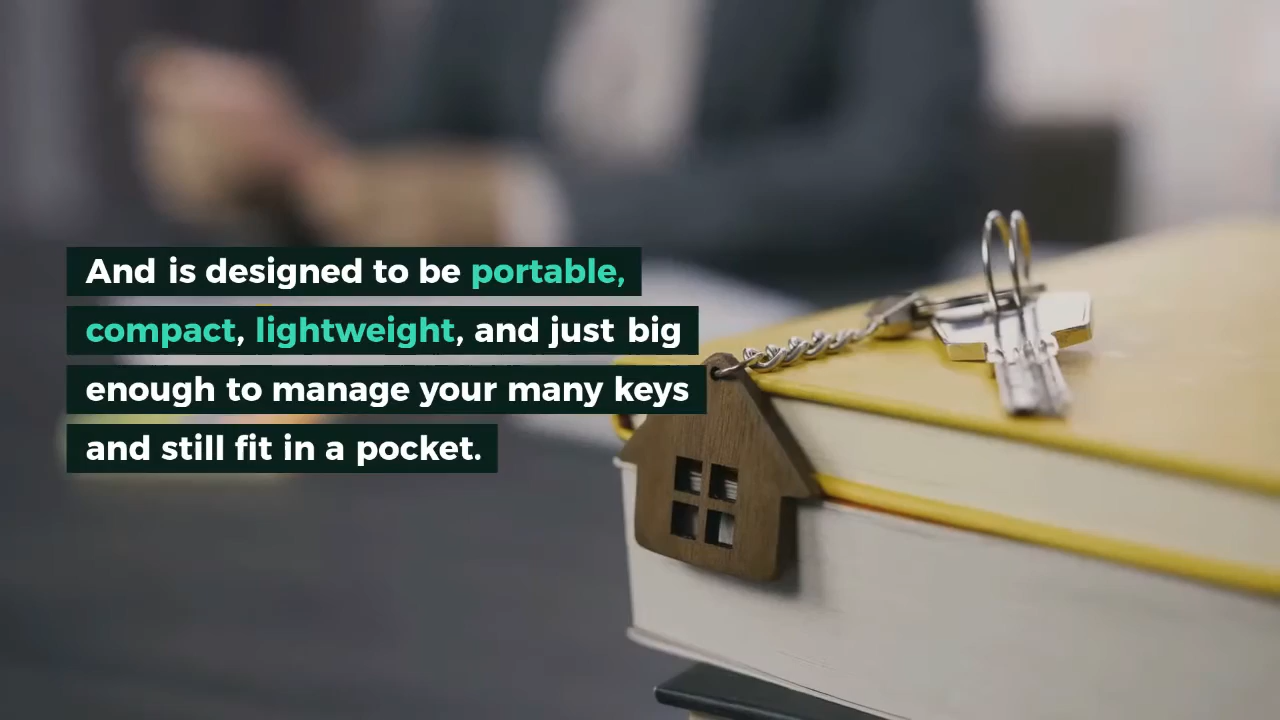 And is designed to be portable,
compact, lightweight, and just big
enough to manage your many keys
and still fit in a pocket.